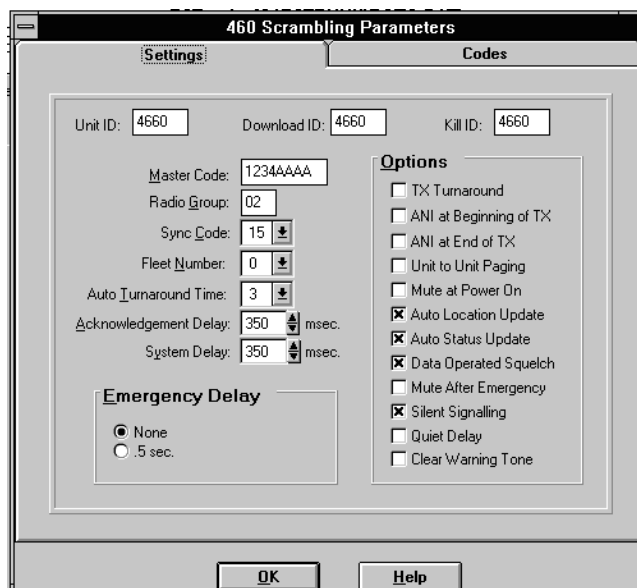 460 Scrambling Parameters
Settings Codes
Unit ID: 4660 Download ID: 4660 Kill ID: 4660
Master Code: 1234AAAA
Radio Group: 02
Sync Code: 15
Fleet Number: 0
Auto Turnaround Time: 3
Acknowledgement Delay: 350 msec.
System Delay: 350 msec.
Emergency Delay
None
.5 sec.
Options
TX Turnaround
ANI at Beginning of TX
ANI at End of TX
Unit to Unit Paging
Mute at Power On
Auto Location Update
Auto Status Update
Data Operated Squelch
Mute After Emergency
Silent Signalling
Quiet Delay
Clear Warning Tone
OK Help